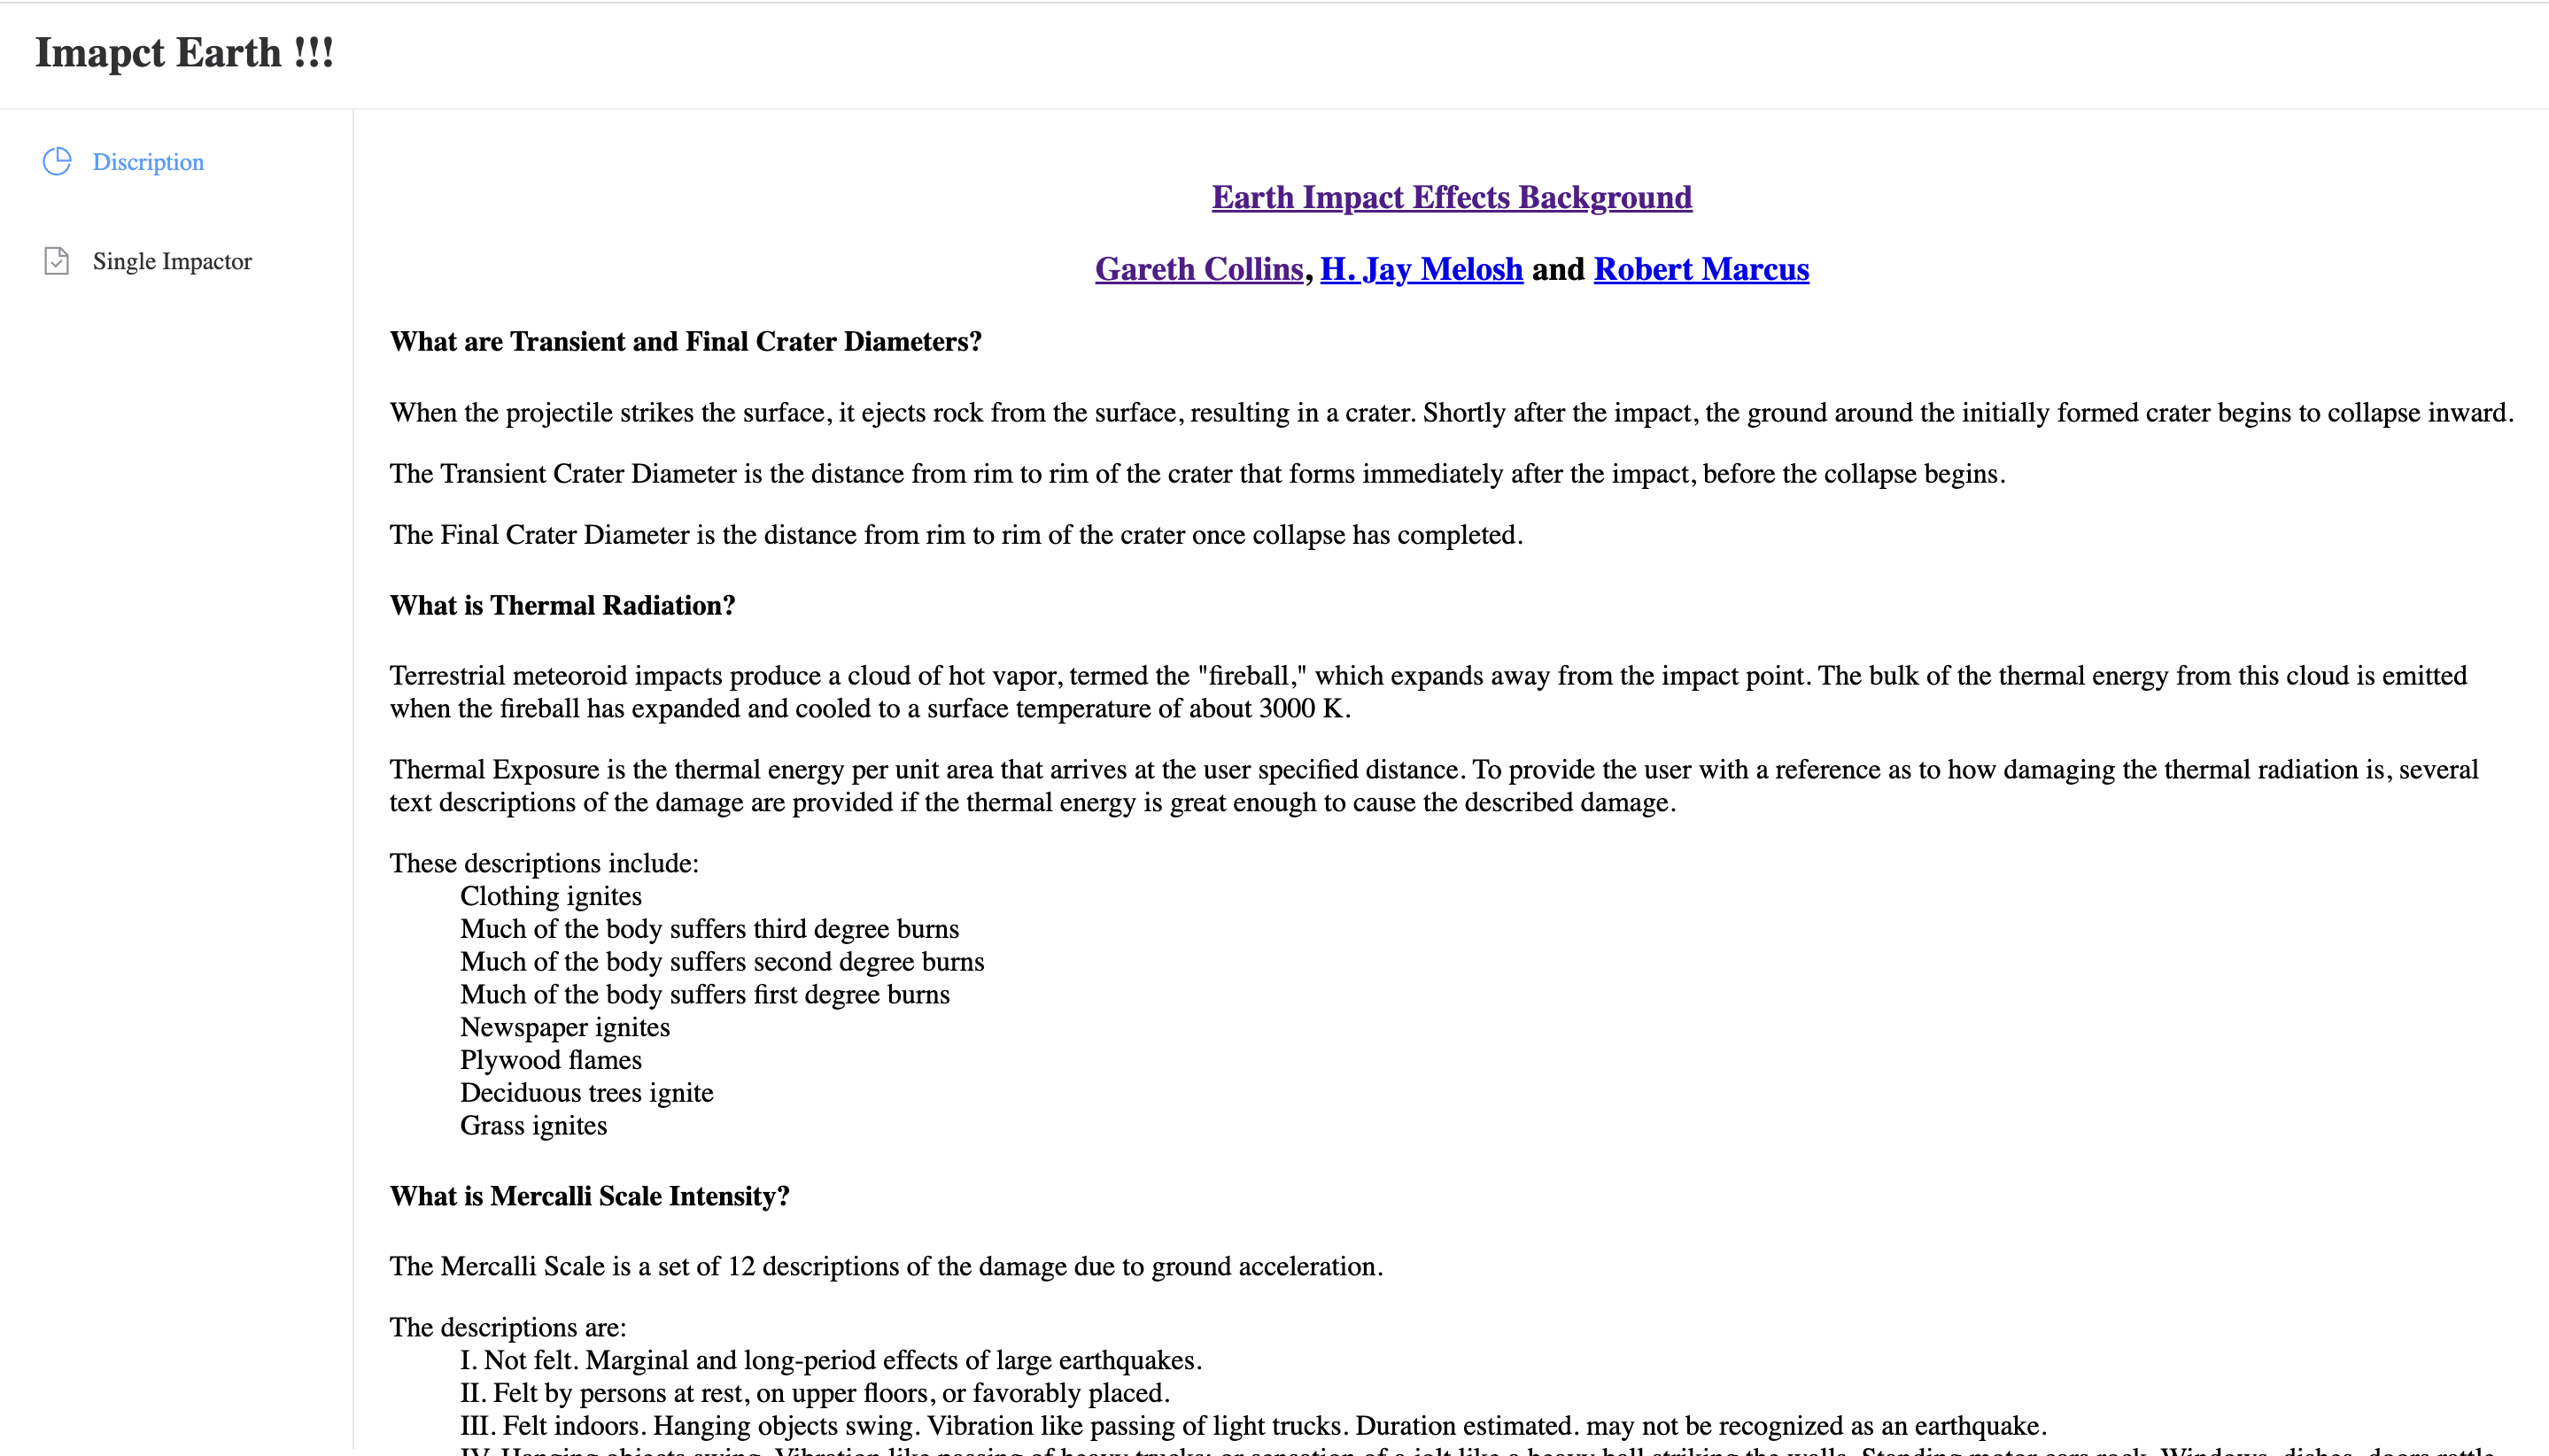 Imapct Earth !!!
Discription
Single Impactor
Earth Impact Effects Background
Gareth Collins, H. Jay Melosh and Robert Marcus
What are Transient and Final Crater Diameters?
When the projectile strikes the surface, it ejects rock from the surface, resulting in a crater. Shortly after the impact, the ground around the initially formed crater begins to collapse inward.
The Transient Crater Diameter is the distance from rim to rim of the crater that forms immediately after the impact, before the collapse begins.
The Final Crater Diameter is the distance from rim to rim of the crater once collapse has completed.
What is Thermal Radiation?
Terrestrial meteoroid impacts produce a cloud of hot vapor, termed the "fireball," which expands away from the impact point. The bulk of the thermal energy from this cloud is emitted
when the fireball has expanded and cooled to a surface temperature of about 3000 K.
Thermal Exposure is the thermal energy per unit area that arrives at the user specified distance. To provide the user with a reference as to how damaging the thermal radiation is, several
text descriptions of the damage are provided if the thermal energy is great enough to cause the described damage.
These descriptions include:
Clothing ignites
Much of the body suffers third degree burns
Much of the body suffers second degree burns
Much of the body suffers first degree burns
Newspaper ignites
Plywood flames
Deciduous trees ignite
Grass ignites
What is Mercalli Scale Intensity?
The Mercalli Scale is a set of 12 descriptions of the damage due to ground acceleration.
The descriptions are:
I. Not felt. Marginal and long-period effects of large earthquakes.
II. Felt by persons at rest, on upper floors, or favorably placed.
III. Felt indoors. Hanging objects swing. Vibration like passing of light trucks. Duration estimated. may not be recognized as an earthquake.